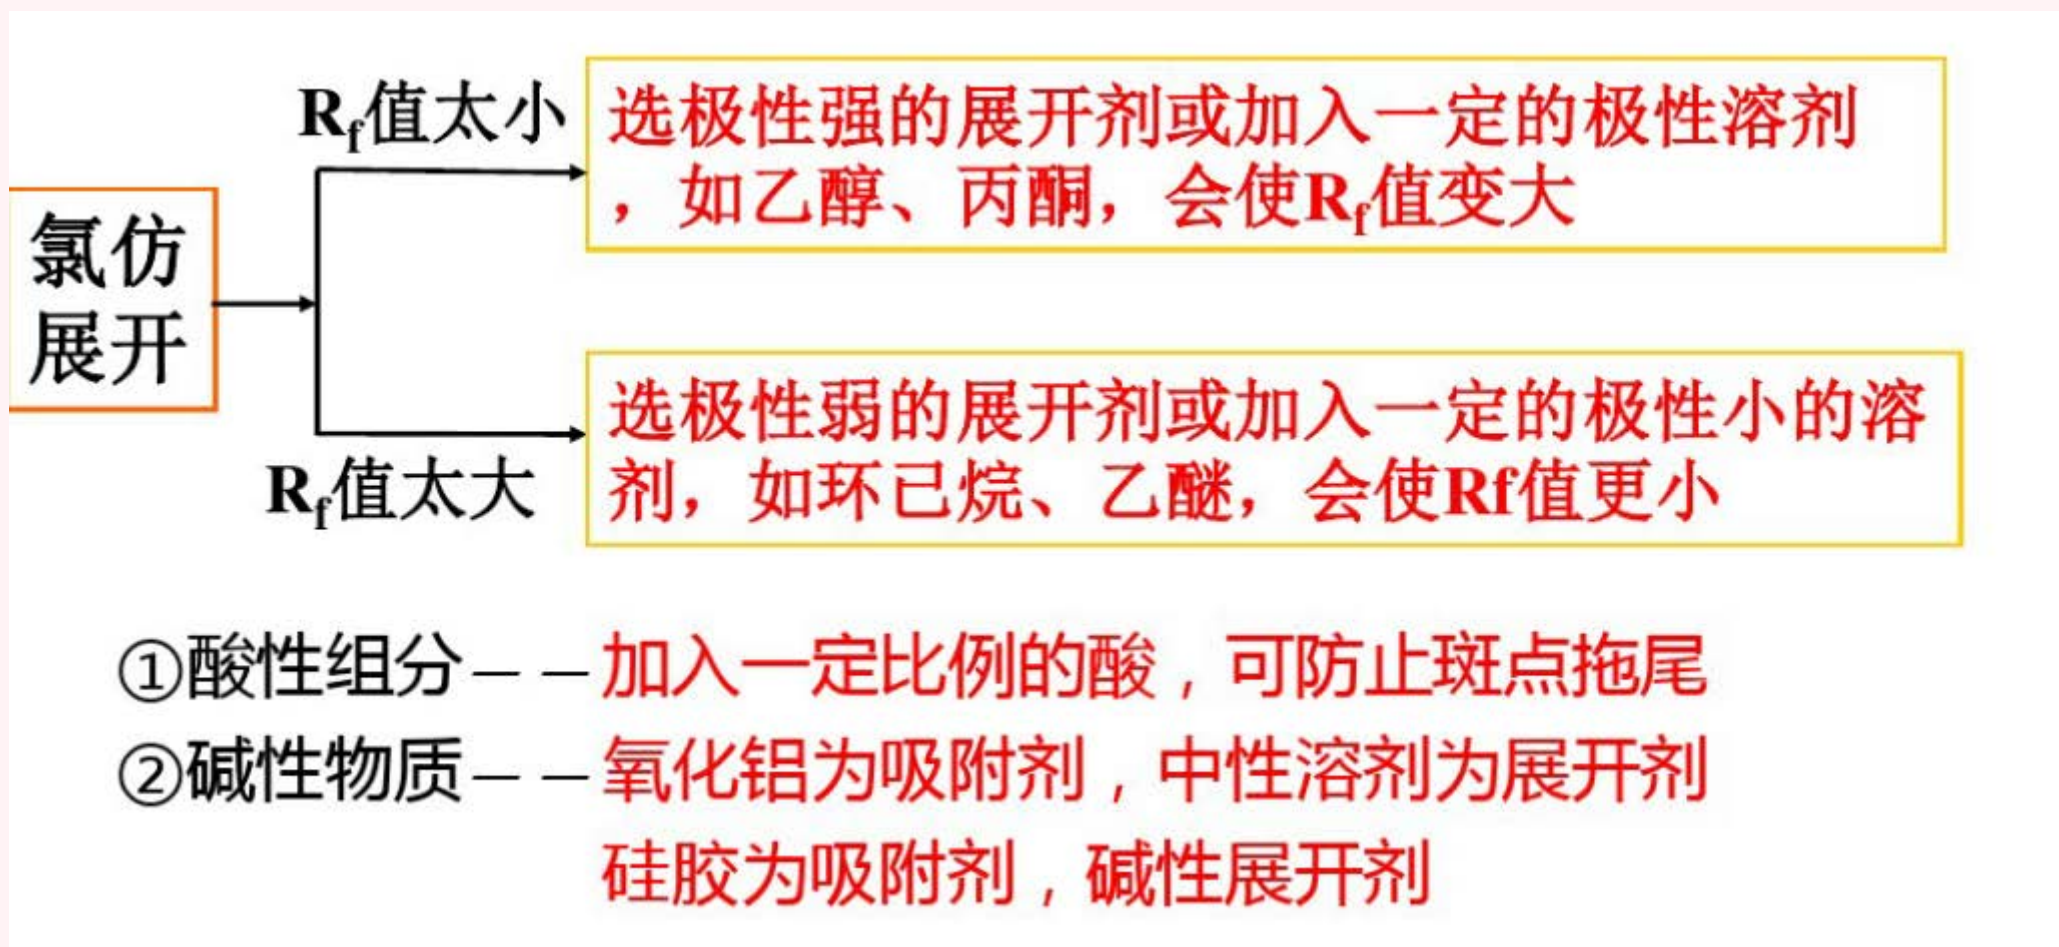 R_f值太小
选极性强的展开剂或加入一定的极性溶剂
，如乙醇、丙酮，会使R_f值变大
氯仿
展开
选极性弱的展开剂或加入一定的极性小的溶
剂，如环已烷、乙醚，会使Rf值更小
R_f值太大
①酸性组分——加入一定比例的酸，可防止斑点拖尾
②碱性物质——氧化铝为吸附剂，中性溶剂为展开剂
硅胶为吸附剂，碱性展开剂